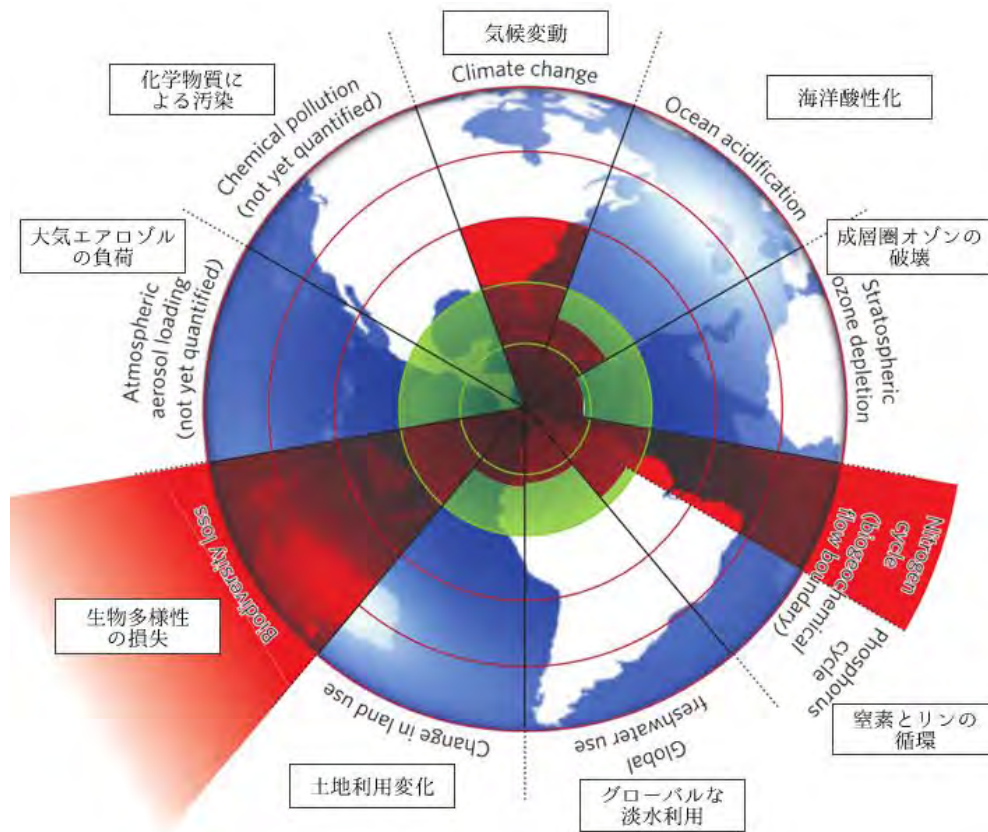 気候変動
Climate change
海洋酸性化
Ocean acidification
成層圏オゾンの
破壊
Stratospheric
ozone depletion
Nitrogen
cycle
(biogeochemical
flow boundary)
Phosphorus
cycle
窒素とリンの
循環
Global
freshwater use
グローバルな
淡水利用
Change in land use
土地利用変化
Biodiversity loss
生物多様性
の損失
大気エアロゾル
の負荷
Atmospheric
aerosol loading
(not yet quantified)
化学物質に
よる汚染
Chemical pollution
(not yet quantified)